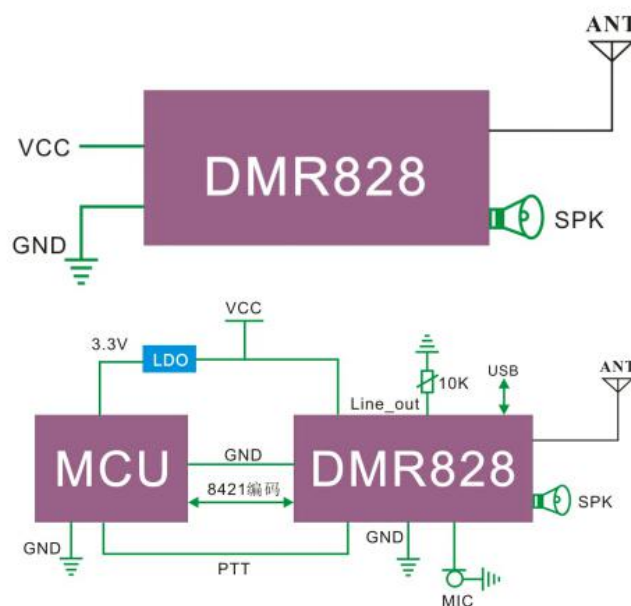 ANT
VCC
DMR828
GND
SPK
VCC
3.3V
LDO
10K
USB
ANT
Line_out
MCU
GND
DMR828
8421编码
SPK
GND
GND
PTT
MIC